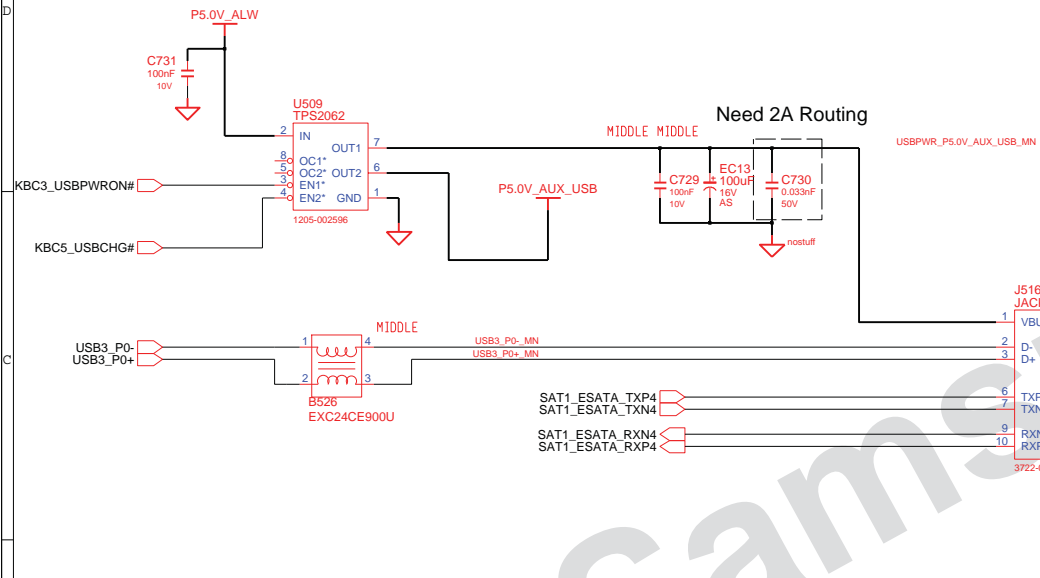 D
P5.0V_ALW
C731
100nF
10V
U509
TPS2062
2 IN
OUT1 7
8 OC1*
5 OC2* OUT2 6
3 EN1*
4 EN2* GND 1
1205-002596
KBC3_USBPWRON#
KBC5_USBCHG#
P5.0V_AUX_USB
Need 2A Routing
MIDDLE MIDDLE
USBPWR_P5.0V_AUX_USB_MN
C729
100nF
10V
EC13
100uF
16V
AS
C730
0.033nF
50V
nostuff
J516
1
2 D-
3 D+
6
7
9
10
MIDDLE
USB3_P0-
USB3_P0+
1 4
2 3
USB3_P0-_MN
USB3_P0+_MN
B526
EXC24CE900U
C
SAT1_ESATA_TXP4
SAT1_ESATA_TXN4
SAT1_ESATA_RXN4
SAT1_ESATA_RXP4